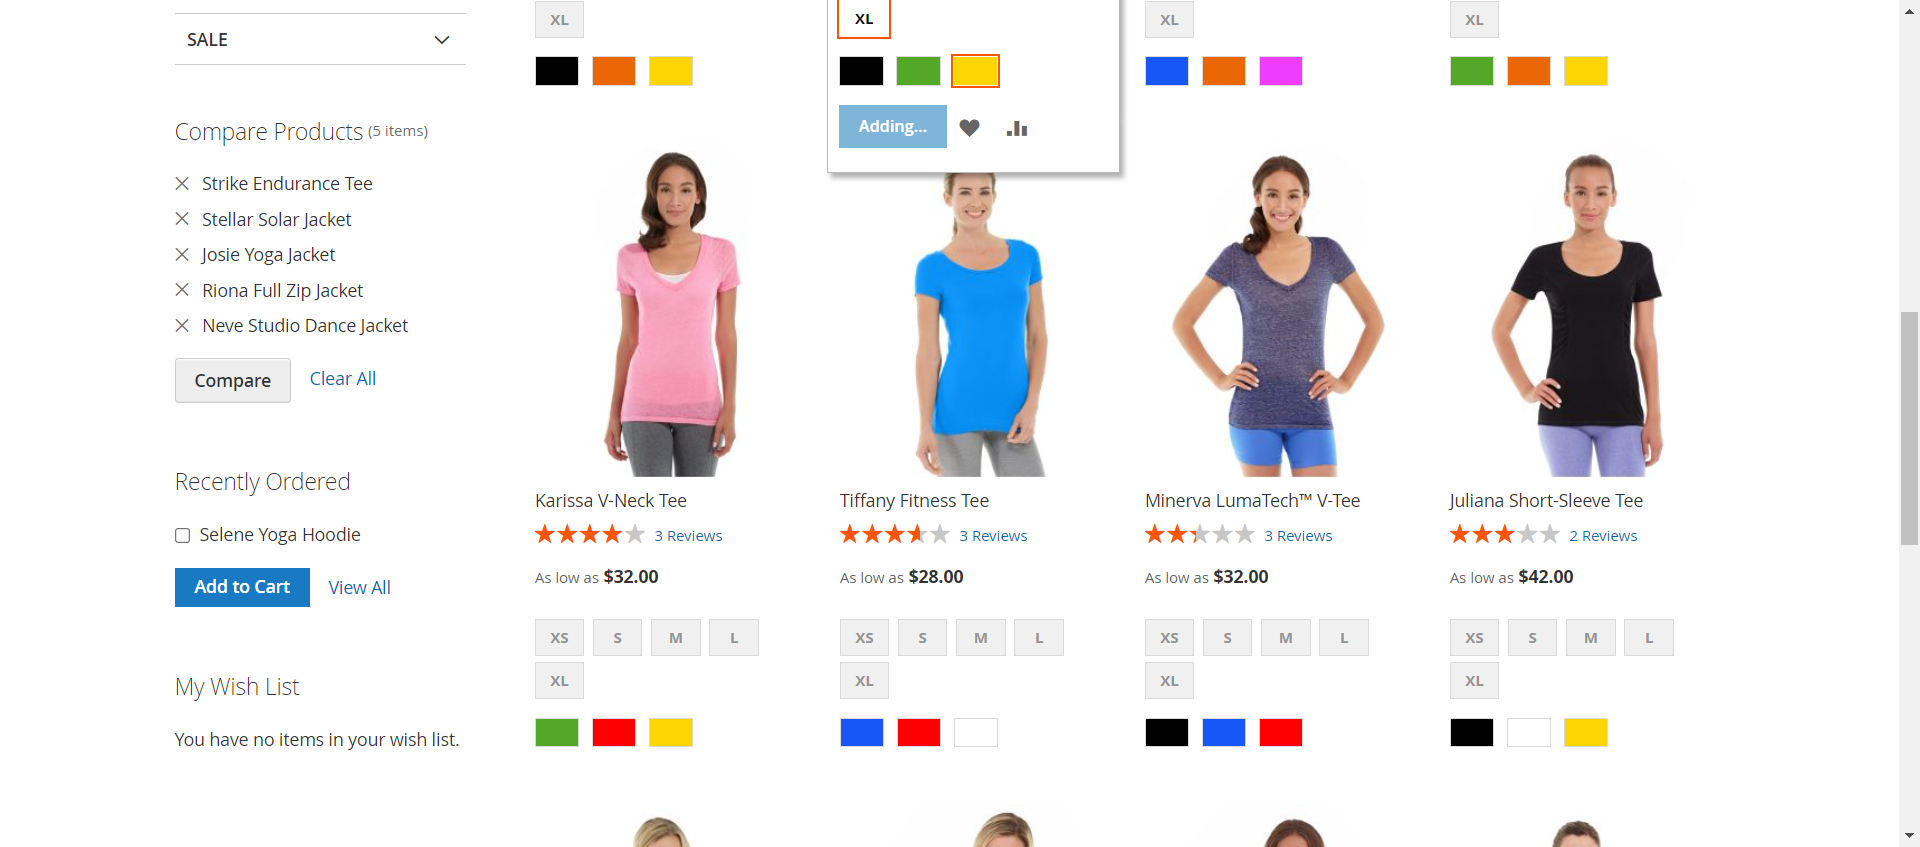 SALE
Compare Products (5 items)
Strike Endurance Tee
Stellar Solar Jacket
Josie Yoga Jacket
Riona Full Zip Jacket
Neve Studio Dance Jacket
Compare Clear All
Recently Ordered
Selene Yoga Hoodie
Add to Cart View All
My Wish List
You have no items in your wish list.
XL XL XL XL
Adding...
Karissa V-Neck Tee
3 Reviews
As low as $32.00
XS S M L
XL
Tiffany Fitness Tee
3 Reviews
As low as $28.00
XS S M L
XL
Minerva LumaTech™ V-Tee
3 Reviews
As low as $32.00
XS S M L
XL
Juliana Short-Sleeve Tee
2 Reviews
As low as $42.00
XS S M L
XL